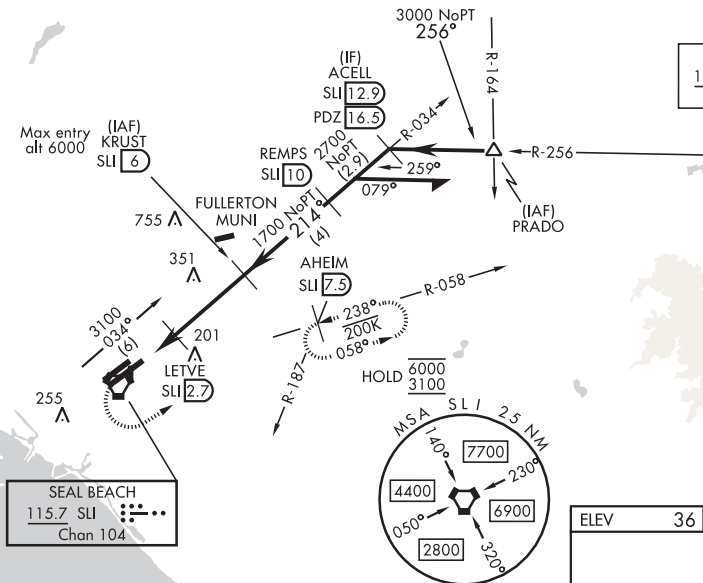 3000 NoPT
256°
R-164
1
(IF)
ACELL
SLI 12.9
PDZ 16.5
R-034
R-256
Max entry
alt 6000
(IAF)
KRUST
SLI 6
REMPS
SLI 10
2700
NoPT
(2.9)
259°
079°
(IAF)
PRADO
FULLERTON
MUNI
755
1700 NoPT
214°
(4)
351
AHEIM
SLI 7.5
R-058
238°
200K
058°
3100
034°
(6)
201
LETVE
SLI 2.7
R-187
HOLD 6000
3100
255
MSA SLI 25 NM
140°
7700
230°
4400
6900
050°
2800
320°
SEAL BEACH
115.7 SLI
Chan 104
ELEV 36